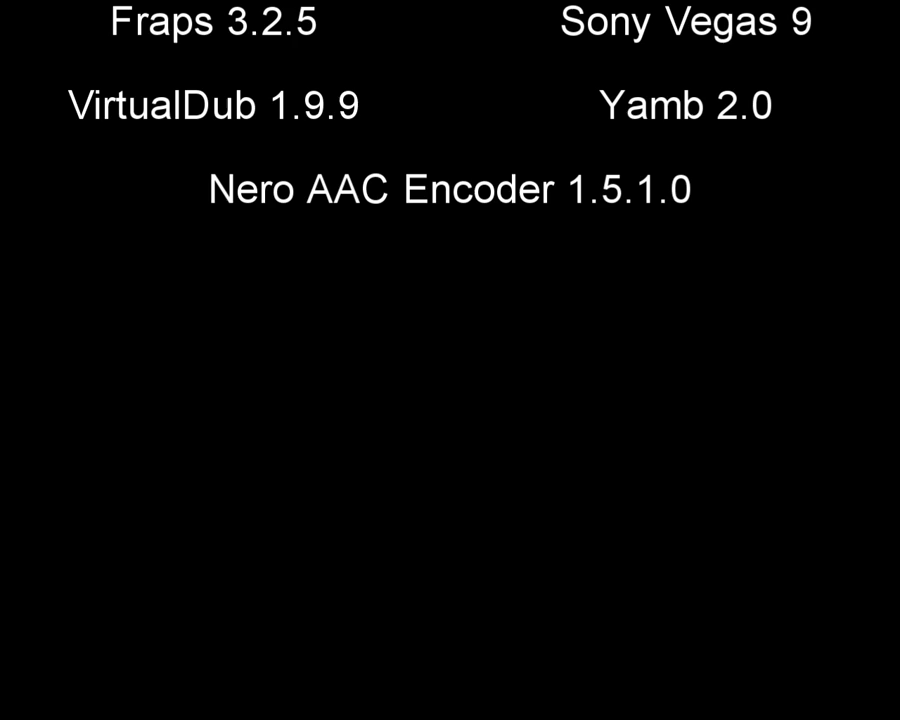 Fraps 3.2.5 Sony Vegas 9
VirtualDub 1.9.9 Yamb 2.0
Nero AAC Encoder 1.5.1.0